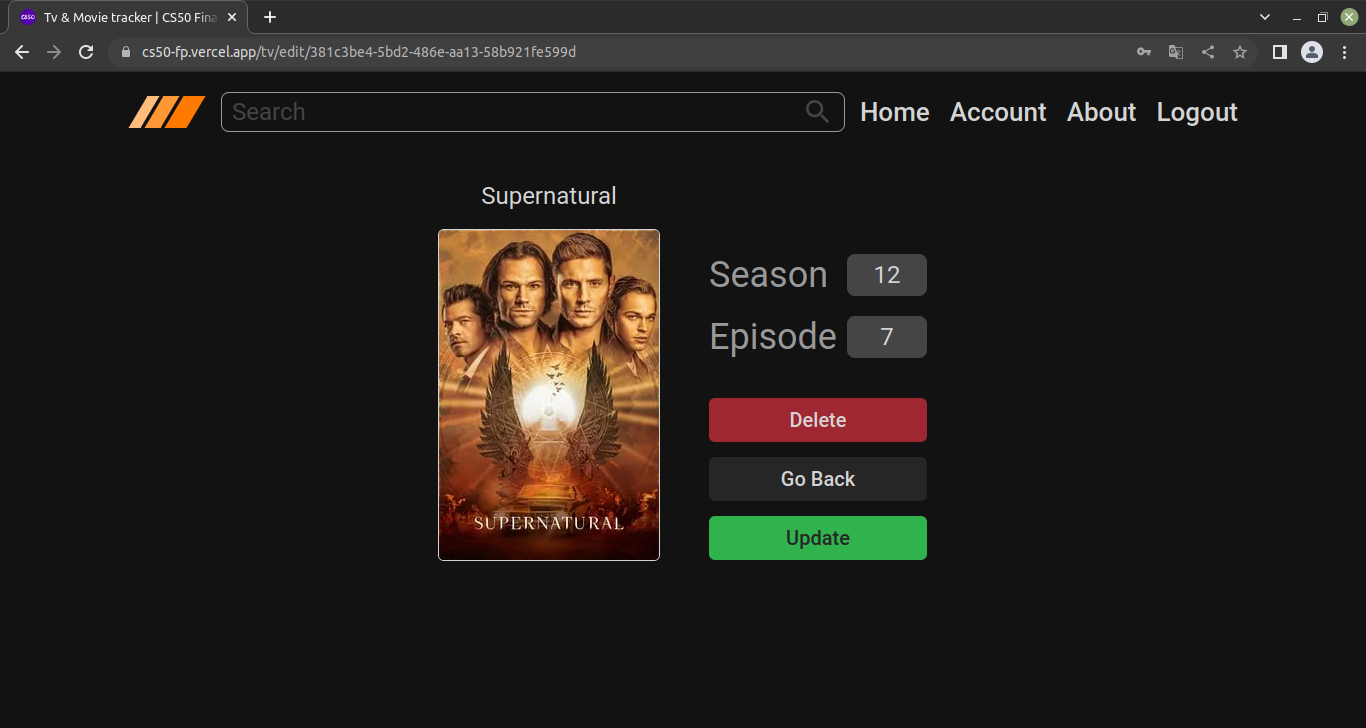 cs50
Tv & Movie tracker | CS50 Fina
cs50-fp.vercel.app/tv/edit/381c3be4-5bd2-486e-aa13-58b921fe599d
Search
Home
Account
About
Logout
Supernatural
SUPERNATURAL
Season 12
Episode 7
Delete
Go Back
Update